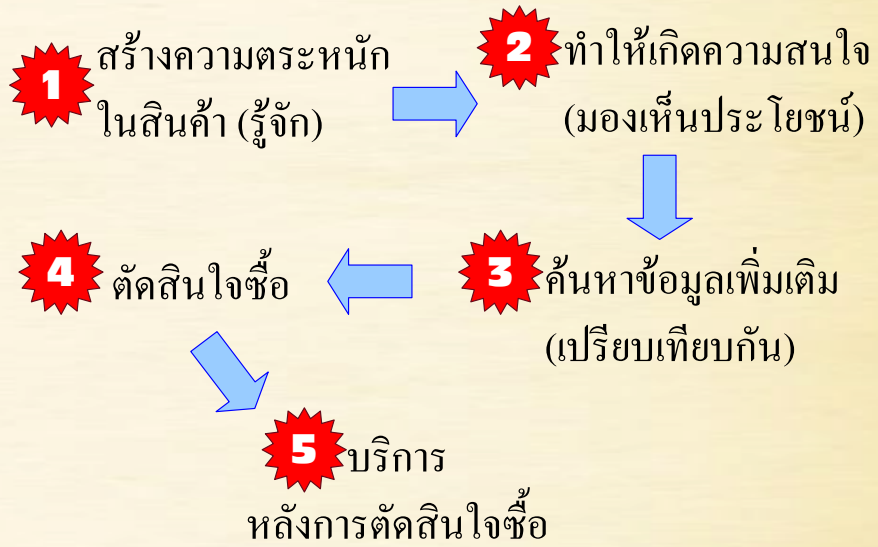 1 สร้างความตระหนัก
ในสินค้า (รู้จัก)
2 ทำให้เกิดความสนใจ
(มองเห็นประโยชน์)
3 ค้นหาข้อมูลเพิ่มเติม
(เปรียบเทียบกัน)
4 ตัดสินใจซื้อ
5 บริการ
หลังการตัดสินใจซื้อ